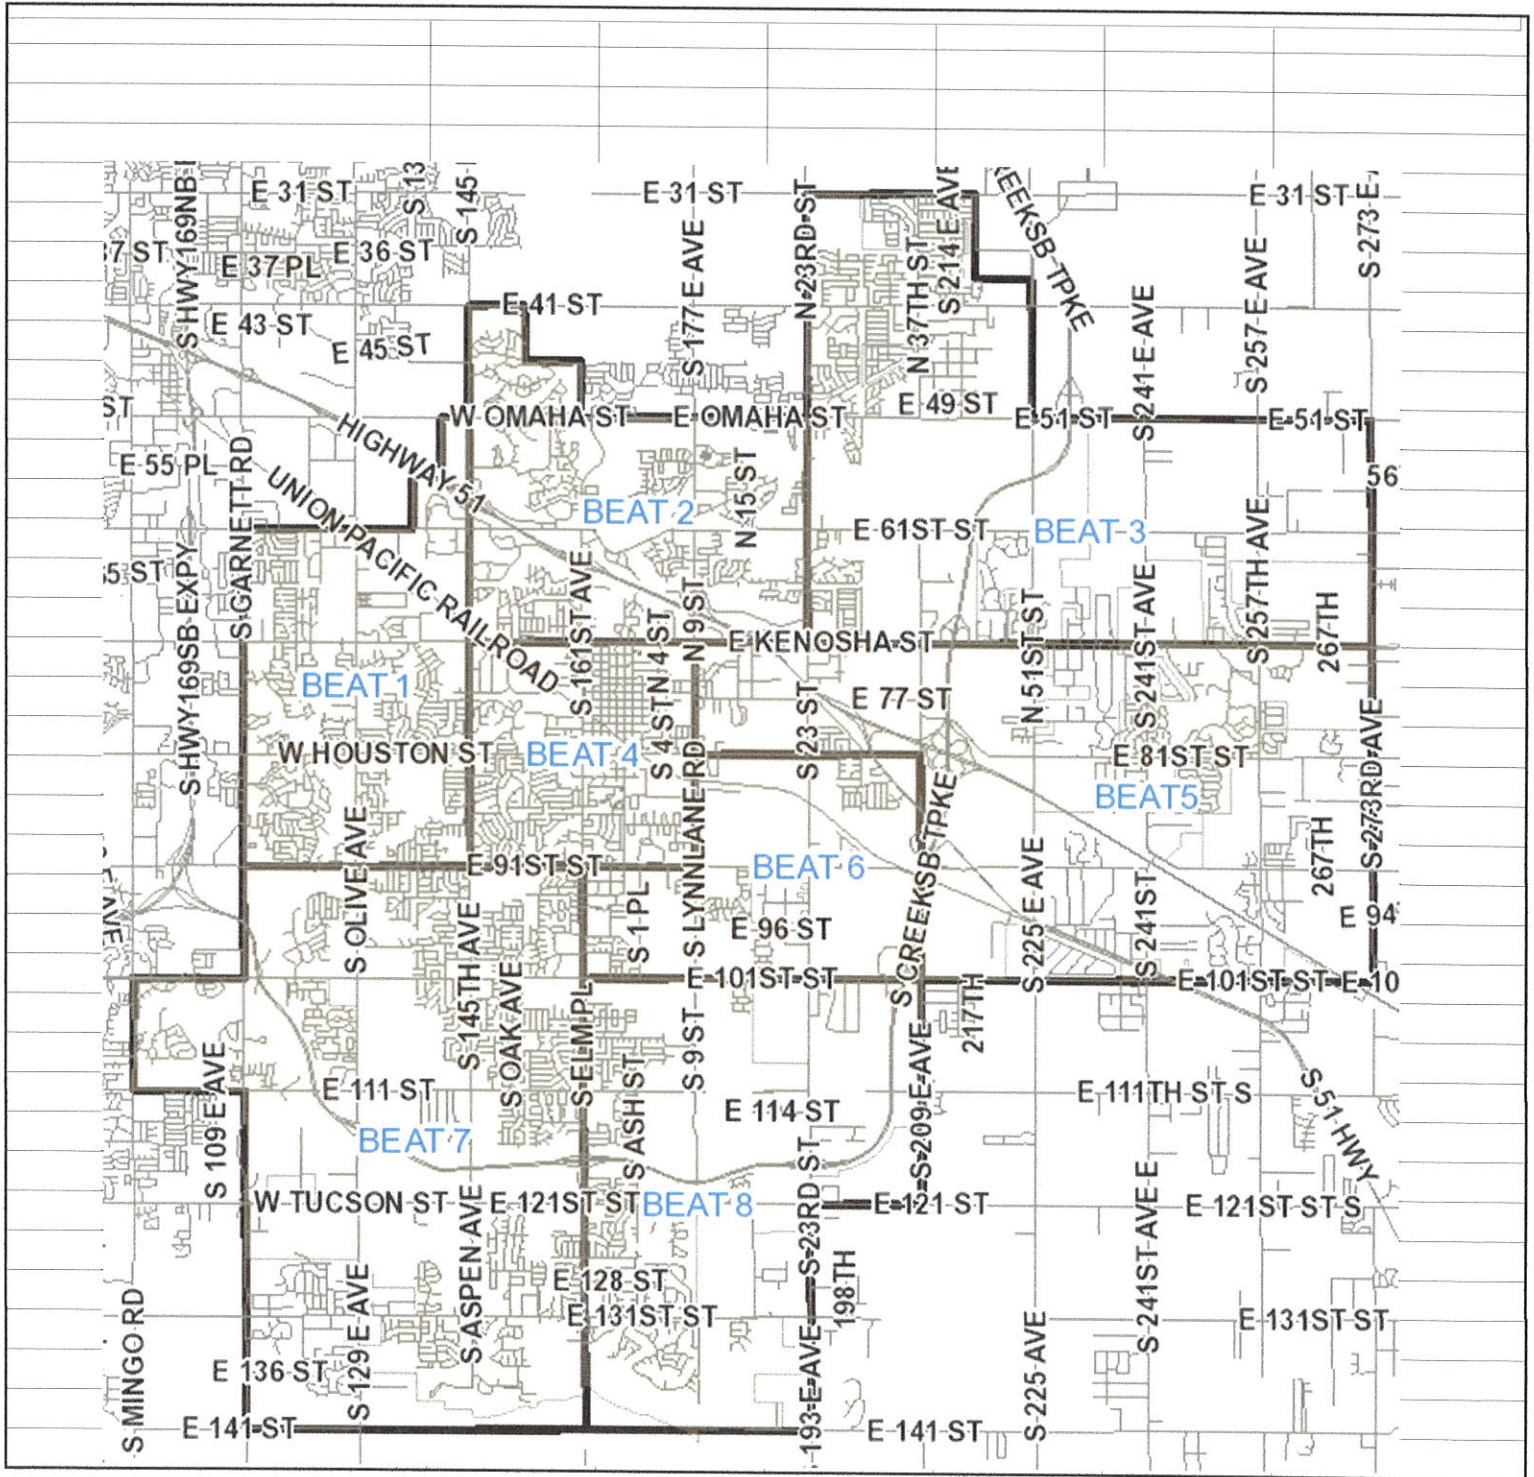 S HWY 169NB
E 31 ST
S 13
S 145
E 31 ST
N 23RD ST
S 214 E AVE
EEKSB TPKE
E 31 ST
S 273 E
37 ST
E 37 PL
E 36 ST
S 177 E AVE
N 37TH ST
S 257 E AVE
E 41 ST
S 241 E AVE
E 43 ST
E 45 ST
ST
E 49 ST
W OMAHA ST
E OMAHA ST
E 51 ST
E 51 ST
HIGHWAY 51
E 55 PL
S GARNETT RD
UNION PACIFIC RAILROAD
N 15 ST
56
BEAT 2
E 61ST ST
BEAT 3
S 257TH AVE
55 ST
S HWY 169SB EXPY
S 161ST AVE
N 4 ST
N 9 ST
N 51ST ST
S 241ST AVE
267TH
E KENOSHA ST
BEAT 1
S 4 ST
S 23 ST
E 77 ST
W HOUSTON ST
BEAT 4
E 81ST ST
S 273RD AVE
S LYNNLANE RD
S CREEKSB TPKE
BEAT5
E 91ST ST
BEAT 6
267TH
S OLIVE AVE
S 1 PL
S 225 E AVE
S 241ST
E 94
E 96 ST
S 145TH AVE
S OAK AVE
S ELM PL
E 101ST ST
217TH
E 101ST ST
E 10
S 109 E AVE
S 9 ST
S 209 E AVE
E 111 ST
S ASH ST
E 114 ST
E 111TH ST S
S 51 HWY
BEAT 7
W TUCSON ST
E 121ST ST
BEAT 8
S 23RD ST
E 121 ST
E 121ST ST S
S 129 E AVE
S ASPEN AVE
E 128 ST
198TH
S 241ST AVE E
E 131ST ST
E 131ST ST
S MINGO RD
E 136 ST
193 E AVE
S 225 AVE
E 141 ST
E 141 ST